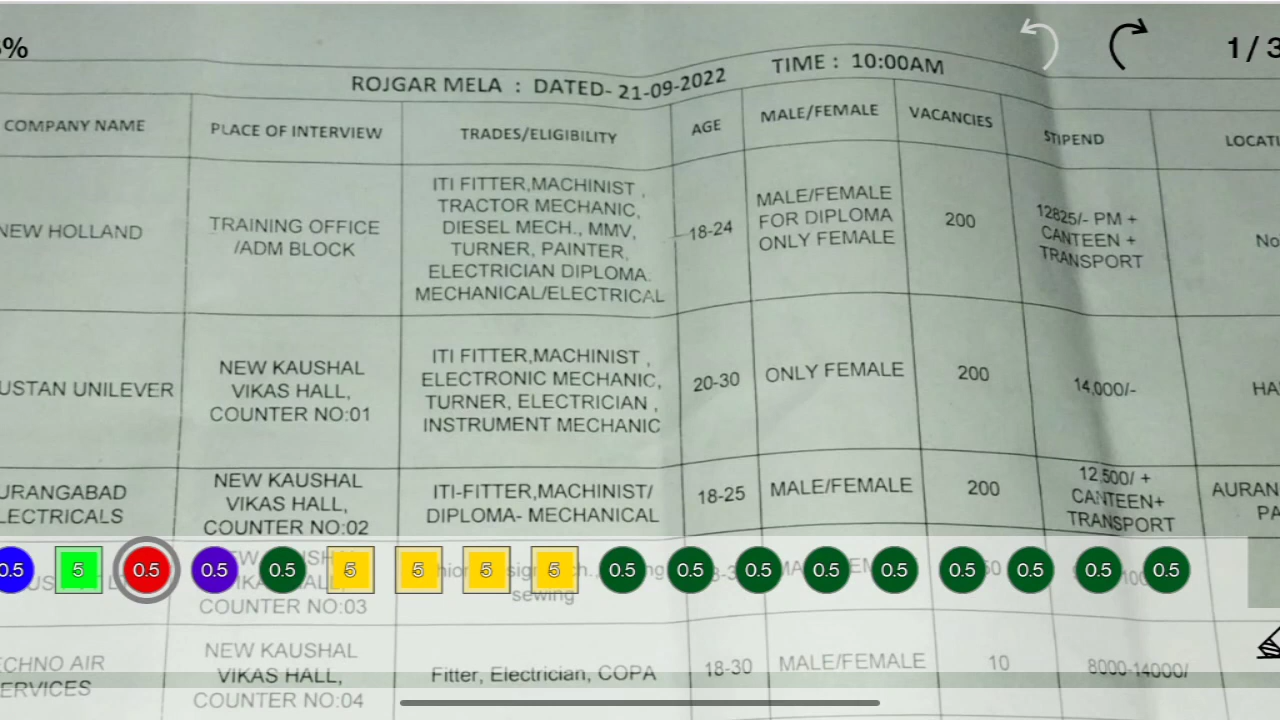 ROJGAR MELA : DATED- 21-09-2022 TIME : 10:00AM
1 / 3
COMPANY NAME PLACE OF INTERVIEW TRADES/ELIGIBILITY AGE MALE/FEMALE VACANCIES STIPEND
NEW HOLLAND
TRAINING OFFICE
/ADM BLOCK
ITI FITTER,MACHINIST ,
TRACTOR MECHANIC,
DIESEL MECH., MMV,
TURNER, PAINTER,
ELECTRICIAN DIPLOMA.
MECHANICAL/ELECTRICAL
18-24
MALE/FEMALE
FOR DIPLOMA
ONLY FEMALE
200
12825/- PM +
CANTEEN +
TRANSPORT
No
USTAN UNILEVER
NEW KAUSHAL
VIKAS HALL,
COUNTER NO:01
ITI FITTER,MACHINIST ,
ELECTRONIC MECHANIC,
TURNER, ELECTRICIAN ,
INSTRUMENT MECHANIC
20-30
ONLY FEMALE
200
14,000/-
HA
URANGABAD
LECTRICALS
NEW KAUSHAL
VIKAS HALL,
COUNTER NO:02
ITI-FITTER,MACHINIST/
DIPLOMA- MECHANICAL
18-25
MALE/FEMALE
200
12,500/ +
CANTEEN+
TRANSPORT
AURAN
PA
0.5 5 0.5 0.5 0.5 5 5 5 5 0.5 0.5 0.5 0.5 0.5 0.5 0.5 0.5 0.5
COUNTER NO:03
sewing
ECHNO AIR
ERVICES
NEW KAUSHAL
VIKAS HALL,
COUNTER NO:04
Fitter, Electrician, COPA
18-30
MALE/FEMALE
10
8000-14000/